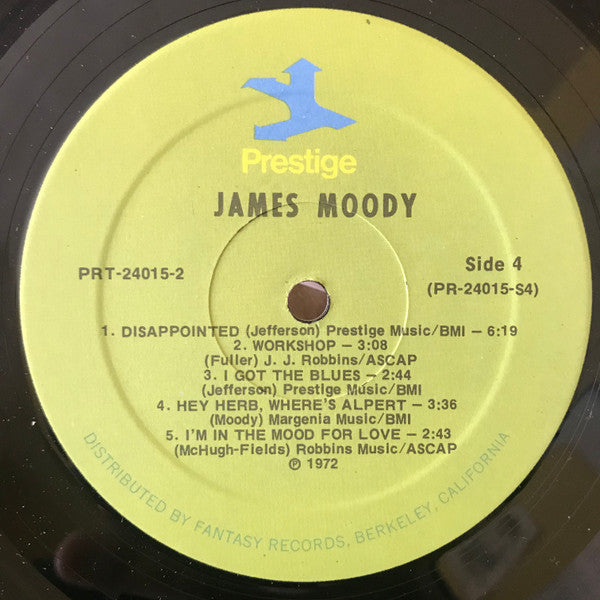 Prestige
JAMES MOODY
PRT-24015-2
Side 4
(PR-24015-S4)
1. DISAPPOINTED (Jefferson) Prestige Music/BMI – 6:19
2. WORKSHOP – 3:08
(Fuller) J. J. Robbins/ASCAP
3. I GOT THE BLUES – 2:44
(Jefferson) Prestige Music/BMI
4. HEY HERB, WHERE'S ALPERT – 3:36
(Moody) Margenia Music/BMI
5. I'M IN THE MOOD FOR LOVE – 2:43
(McHugh-Fields) Robbins Music/ASCAP
℗ 1972
DISTRIBUTED BY FANTASY RECORDS, BERKELEY, CALIFORNIA